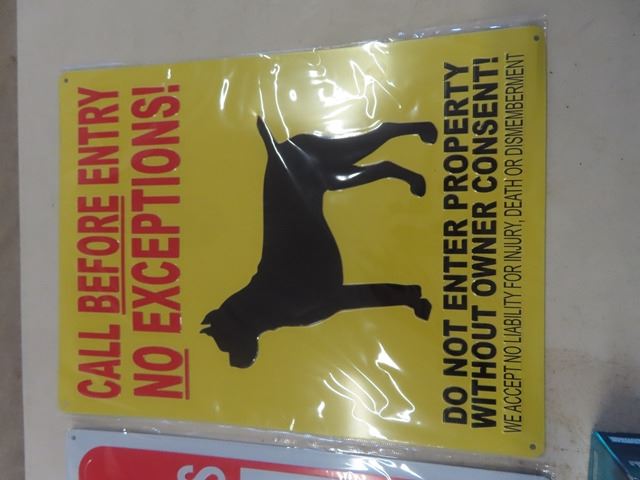 CALL BEFORE ENTRY
NO EXCEPTIONS!
DO NOT ENTER PROPERTY
WITHOUT OWNER CONSENT!
WE ACCEPT NO LIABILITY FOR INJURY, DEATH OR DISMEMBERMENT